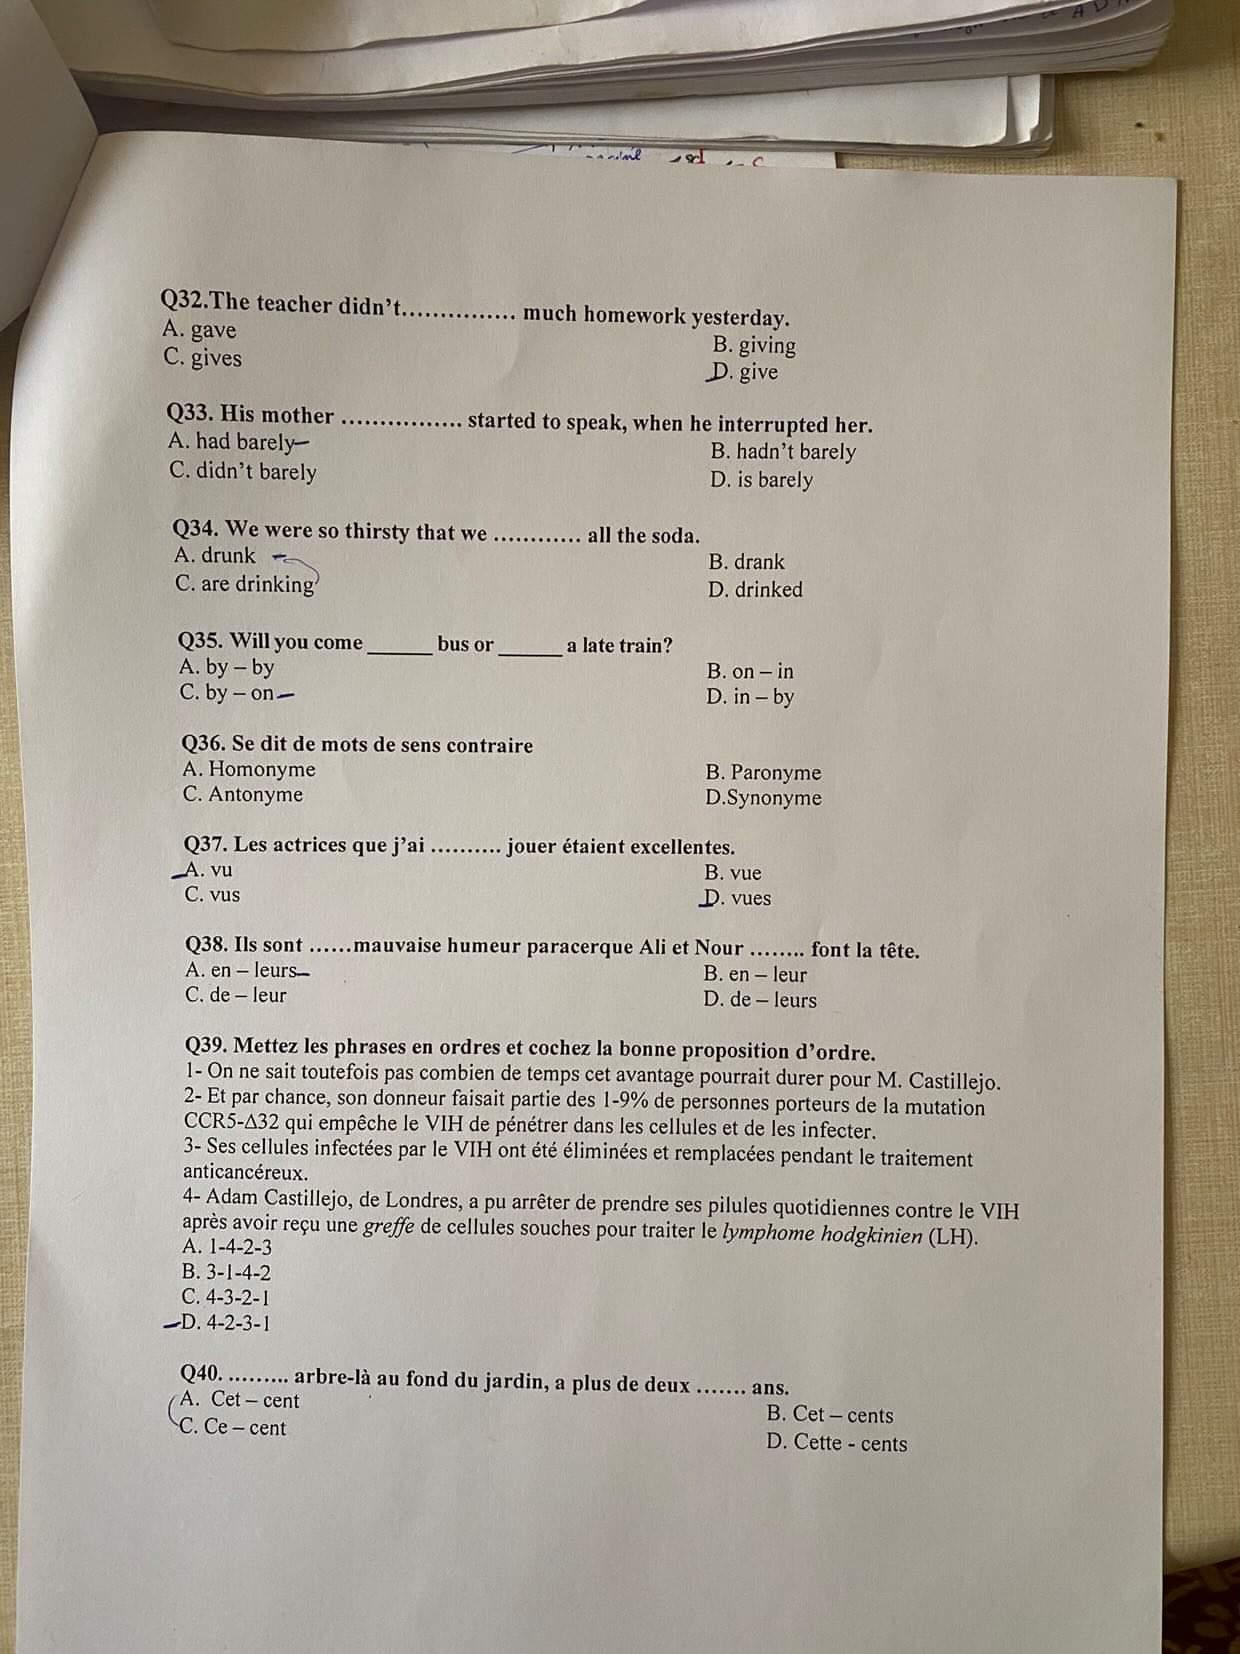 A D
Q32.The teacher didn't............... much homework yesterday.
A. gave
B. giving
C. gives
D. give
Q33. His mother ................ started to speak, when he interrupted her.
A. had barely
B. hadn't barely
C. didn't barely
D. is barely
Q34. We were so thirsty that we ............ all the soda.
A. drunk
B. drank
C. are drinking
D. drinked
Q35. Will you come ______ bus or ______ a late train?
A. by – by
B. on – in
C. by – on
D. in – by
Q36. Se dit de mots de sens contraire
A. Homonyme
B. Paronyme
C. Antonyme
D.Synonyme
Q37. Les actrices que j'ai .......... jouer étaient excellentes.
A. vu
B. vue
C. vus
D. vues
Q38. Ils sont ......mauvaise humeur paracerque Ali et Nour ........ font la tête.
A. en – leurs
B. en – leur
C. de – leur
D. de – leurs
Q39. Mettez les phrases en ordres et cochez la bonne proposition d'ordre.
1- On ne sait toutefois pas combien de temps cet avantage pourrait durer pour M. Castillejo.
2- Et par chance, son donneur faisait partie des 1-9% de personnes porteurs de la mutation
CCR5-Δ32 qui empêche le VIH de pénétrer dans les cellules et de les infecter.
3- Ses cellules infectées par le VIH ont été éliminées et remplacées pendant le traitement
anticancéreux.
4- Adam Castillejo, de Londres, a pu arrêter de prendre ses pilules quotidiennes contre le VIH
après avoir reçu une greffe de cellules souches pour traiter le lymphome hodgkinien (LH).
A. 1-4-2-3
B. 3-1-4-2
C. 4-3-2-1
D. 4-2-3-1
Q40. ......... arbre-là au fond du jardin, a plus de deux ....... ans.
A. Cet – cent
B. Cet – cents
C. Ce – cent
D. Cette - cents